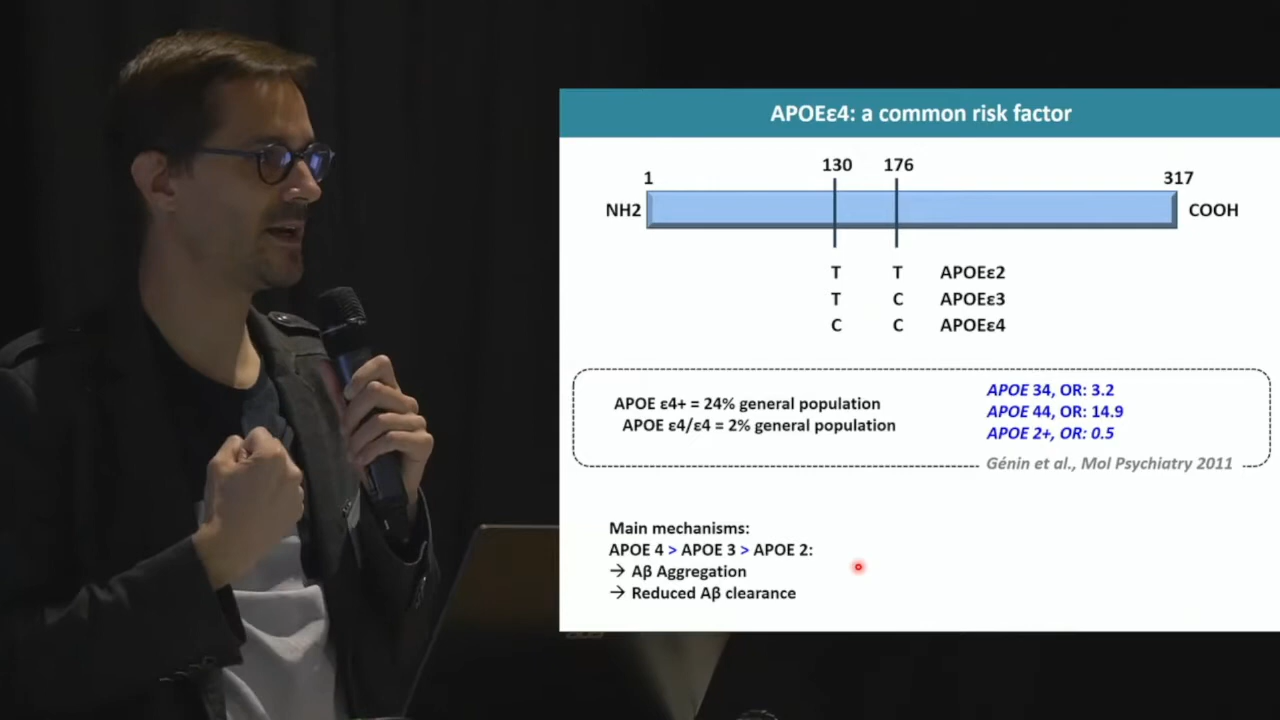 APOEε4: a common risk factor
130 176
1 317
NH2 COOH
T T APOEε2
T C APOEε3
C C APOEε4
APOE ε4+ = 24% general population
APOE ε4/ε4 = 2% general population
APOE 34, OR: 3.2
APOE 44, OR: 14.9
APOE 2+, OR: 0.5
Génin et al., Mol Psychiatry 2011
Main mechanisms:
APOE 4 > APOE 3 > APOE 2:
→ Aβ Aggregation
→ Reduced Aβ clearance